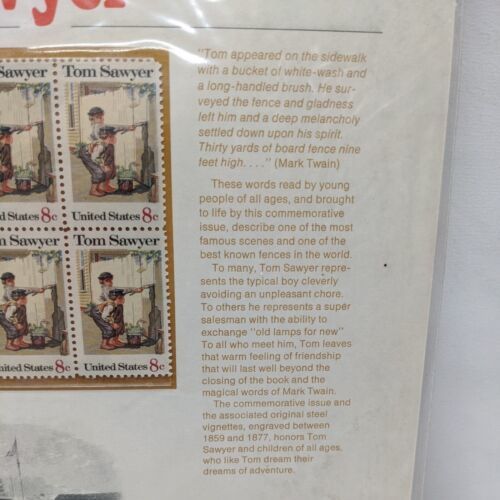 Sawyer
Tom Sawyer
United States 8c
United States 8c
Tom Sawyer
United States 8c
Tom Sawyer
United States 8c
"Tom appeared on the sidewalk
with a bucket of white-wash and
a long-handled brush. He sur-
veyed the fence and gladness
left him and a deep melancholy
settled down upon his spirit.
Thirty yards of board fence nine
feet high. . . ." (Mark Twain)
These words read by young
people of all ages, and brought
to life by this commemorative
issue, describe one of the most
famous scenes and one of the
best known fences in the world.
To many, Tom Sawyer repre-
sents the typical boy cleverly
avoiding an unpleasant chore.
To others he represents a super
salesman with the ability to
exchange "old lamps for new"
To all who meet him, Tom leaves
that warm feeling of friendship
that will last well beyond the
closing of the book and the
magical words of Mark Twain.
The commemorative issue and
the associated original steel
vignettes, engraved between
1859 and 1877, honors Tom
Sawyer and children of all ages,
who like Tom dream their
dreams of adventure.